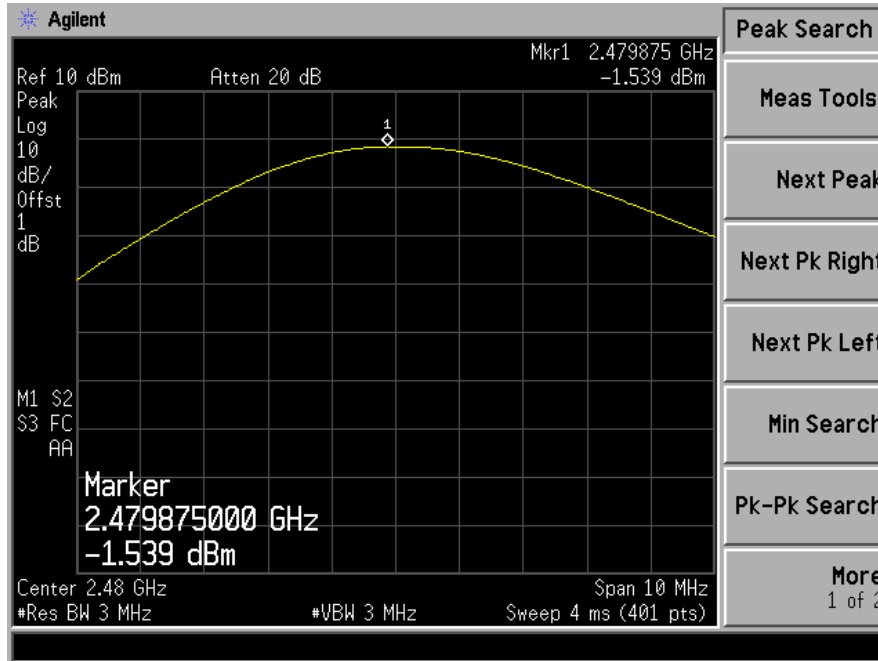 Agilent
Peak Search
Mkr1 2.479875 GHz
Ref 10 dBm Atten 20 dB -1.539 dBm
Peak
Log
10
dB/
Offst
1
dB
1
M1 S2
S3 FC
AA
Marker
2.479875000 GHz
-1.539 dBm
Center 2.48 GHz Span 10 MHz
#Res BW 3 MHz #VBW 3 MHz Sweep 4 ms (401 pts)
Meas Tools
Next Peak
Next Pk Right
Next Pk Left
Min Search
Pk-Pk Search
More
1 of 2